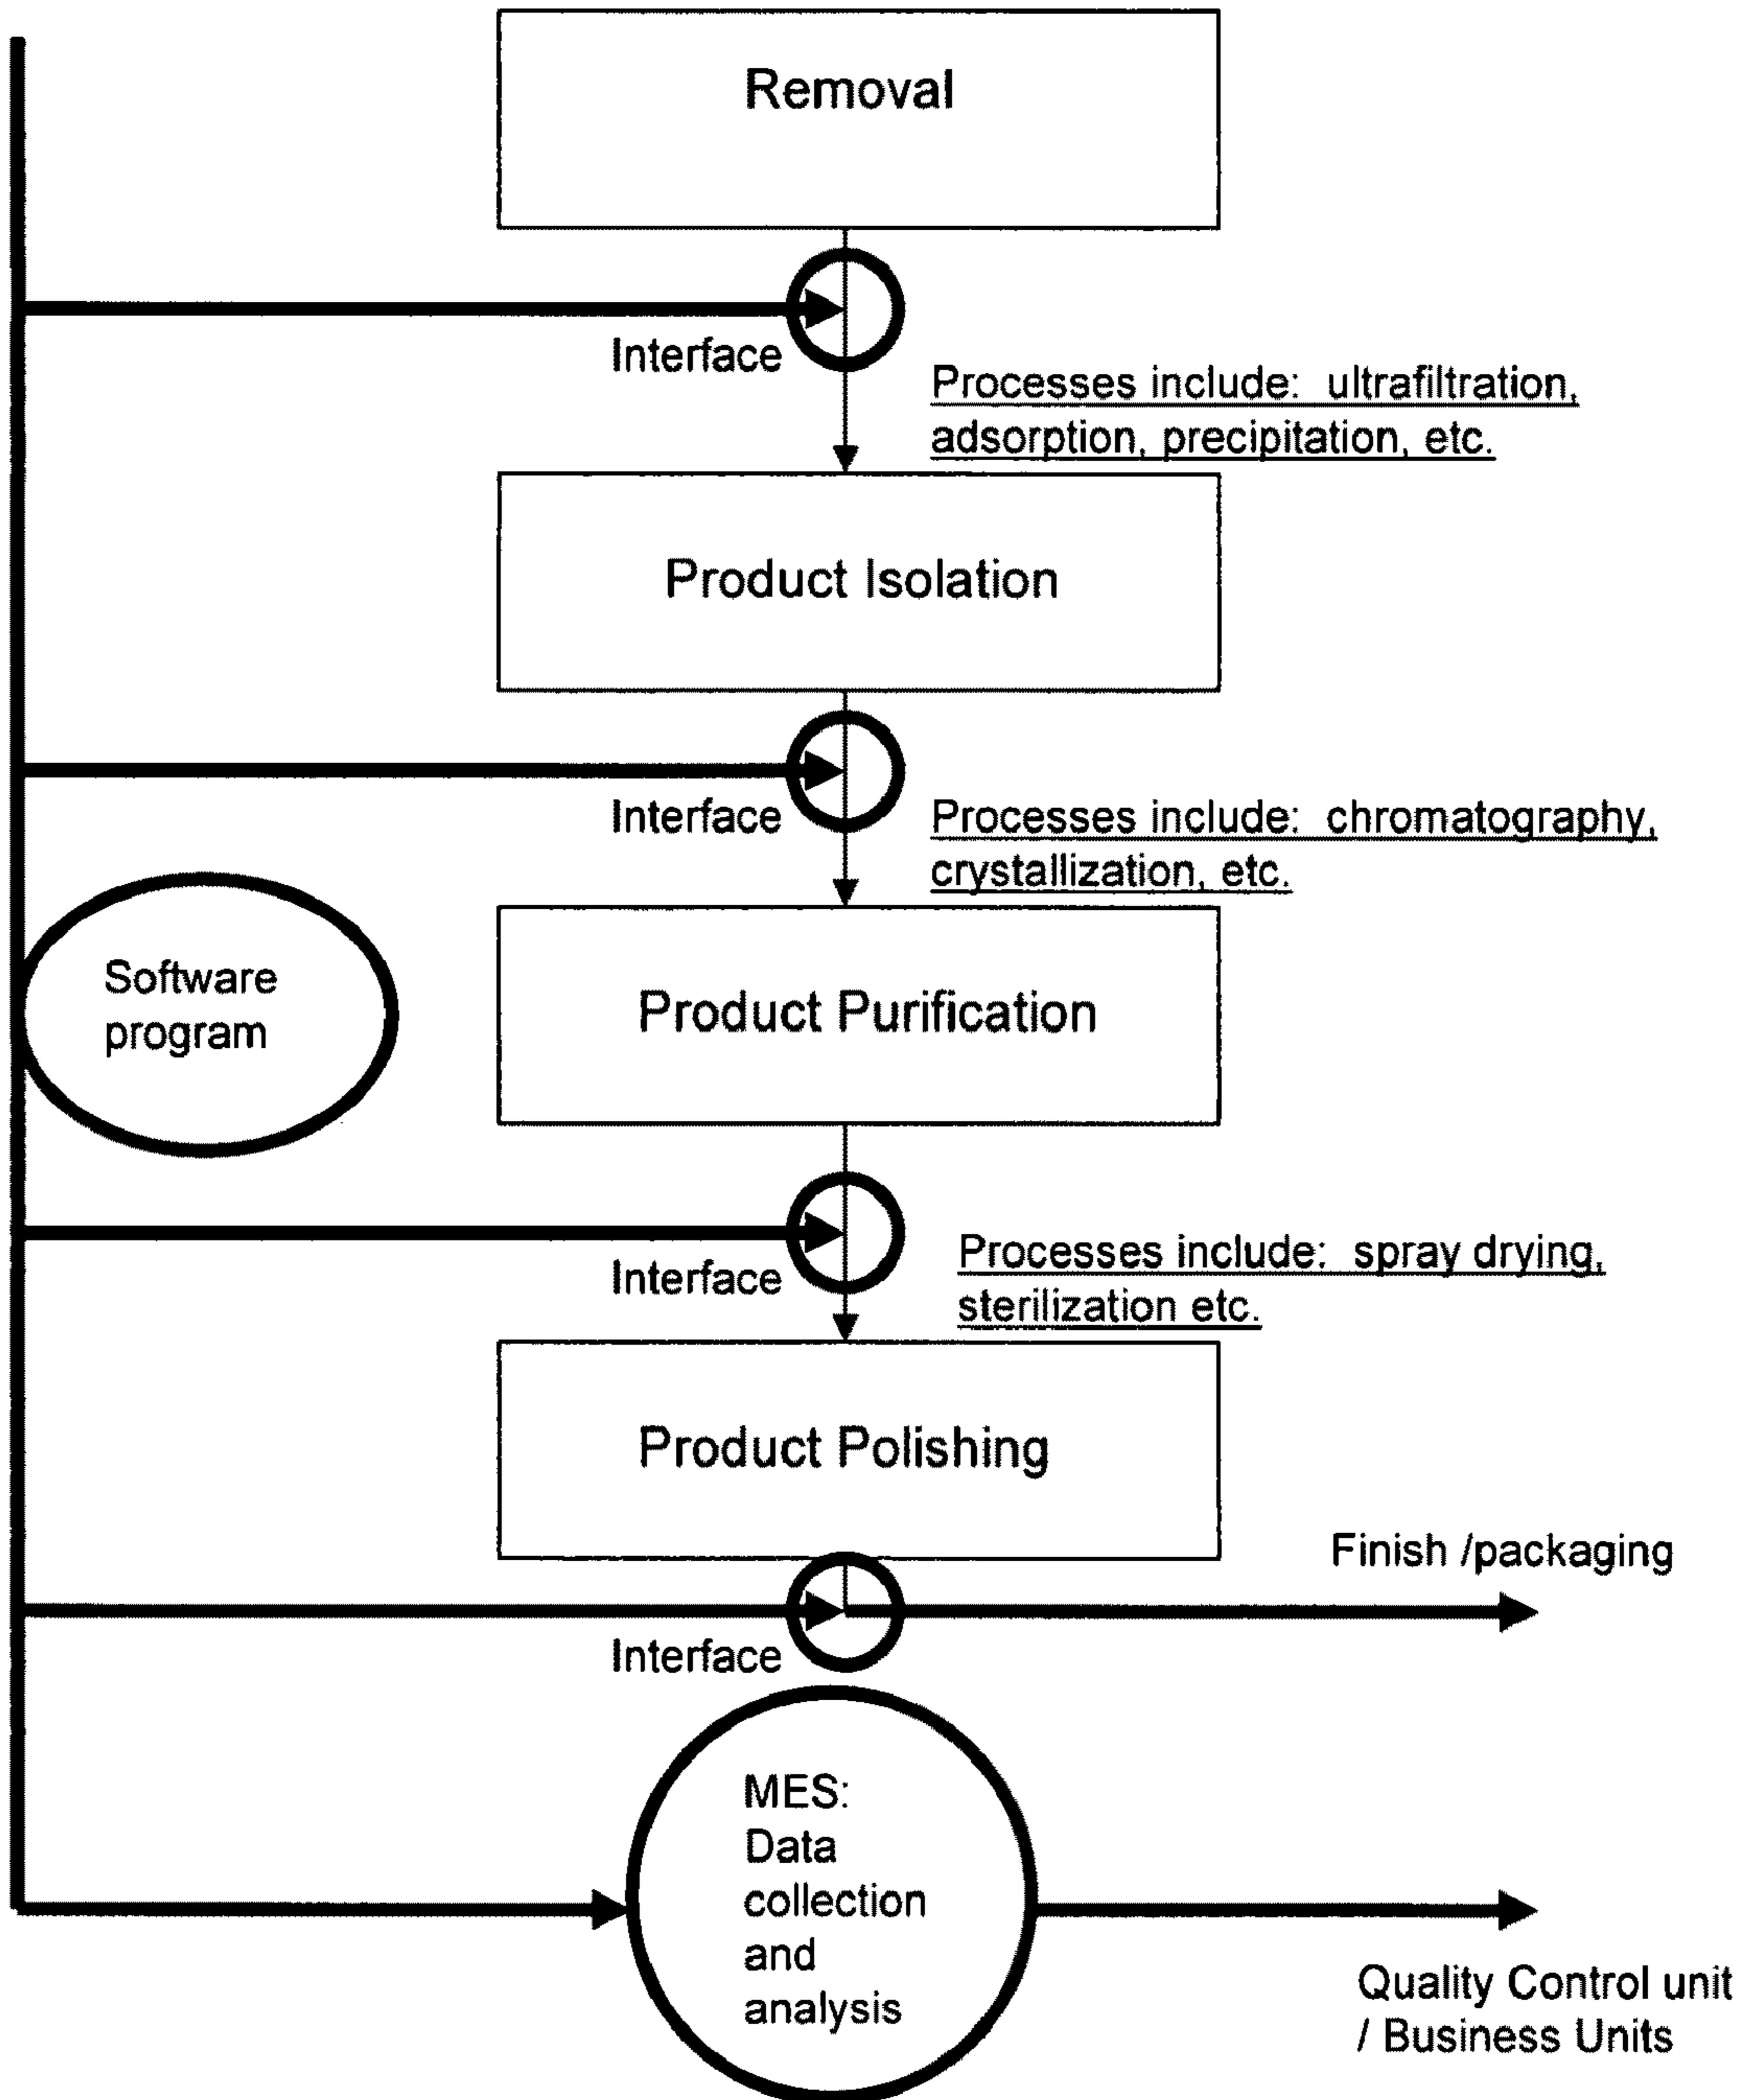 Removal
Interface
Processes include: ultrafiltration,
adsorption, precipitation, etc.
Product Isolation
Interface
Processes include: chromatography,
crystallization, etc.
Software
program
Product Purification
Interface
Processes include: spray drying,
sterilization etc.
Product Polishing
Finish /packaging
Interface
MES:
Data
collection
and
analysis
Quality Control unit
/ Business Units